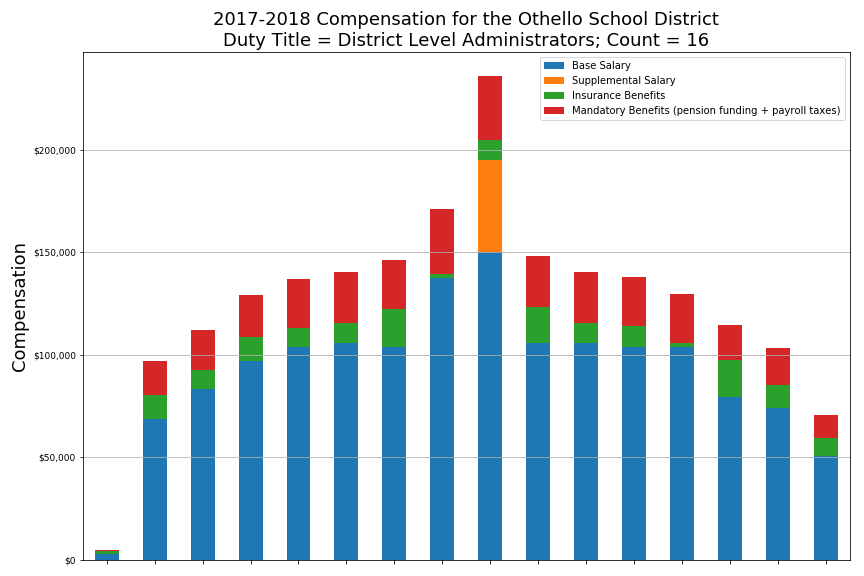 2017-2018 Compensation for the Othello School District
Duty Title = District Level Administrators; Count = 16
Base Salary
Supplemental Salary
Insurance Benefits
Mandatory Benefits (pension funding + payroll taxes)
Compensation
$200,000
$150,000
$100,000
$50,000
$0